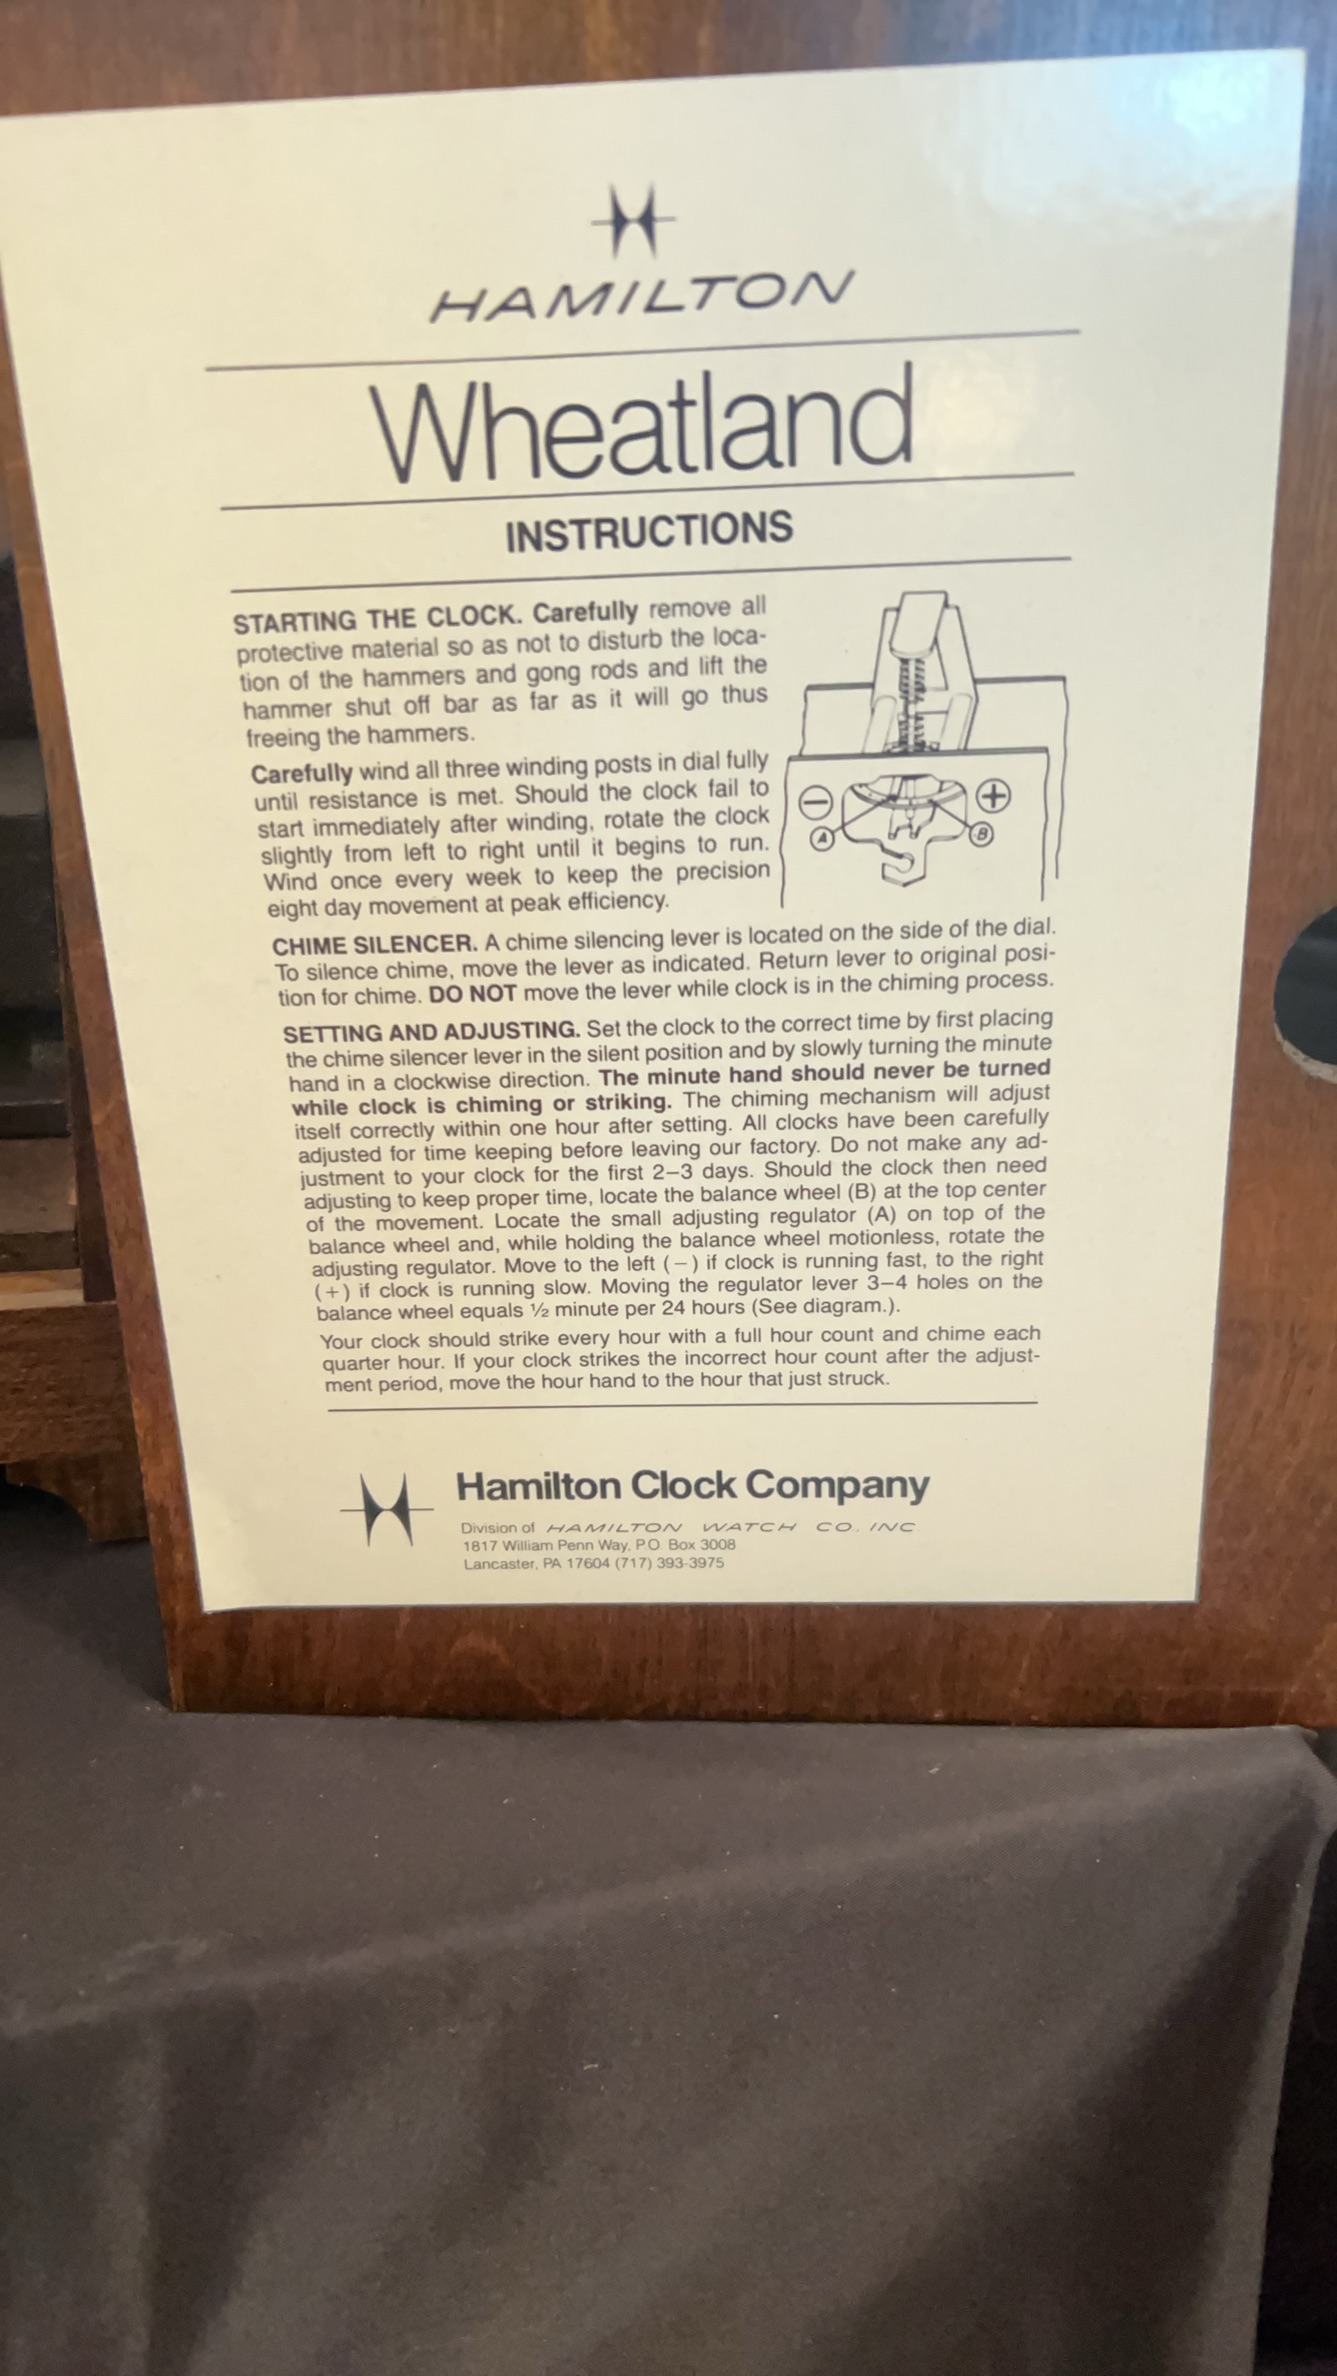 HAMILTON
Wheatland
INSTRUCTIONS
STARTING THE CLOCK. Carefully remove all
protective material so as not to disturb the loca-
tion of the hammers and gong rods and lift the
hammer shut off bar as far as it will go thus
freeing the hammers.
Carefully wind all three winding posts in dial fully
until resistance is met. Should the clock fail to
start immediately after winding, rotate the clock
slightly from left to right until it begins to run.
Wind once every week to keep the precision
eight day movement at peak efficiency.
− +
A B
CHIME SILENCER. A chime silencing lever is located on the side of the dial.
To silence chime, move the lever as indicated. Return lever to original posi-
tion for chime. DO NOT move the lever while clock is in the chiming process.
SETTING AND ADJUSTING. Set the clock to the correct time by first placing
the chime silencer lever in the silent position and by slowly turning the minute
hand in a clockwise direction. The minute hand should never be turned
while clock is chiming or striking. The chiming mechanism will adjust
itself correctly within one hour after setting. All clocks have been carefully
adjusted for time keeping before leaving our factory. Do not make any ad-
justment to your clock for the first 2–3 days. Should the clock then need
adjusting to keep proper time, locate the balance wheel (B) at the top center
of the movement. Locate the small adjusting regulator (A) on top of the
balance wheel and, while holding the balance wheel motionless, rotate the
adjusting regulator. Move to the left (−) if clock is running fast, to the right
(+) if clock is running slow. Moving the regulator lever 3–4 holes on the
balance wheel equals ½ minute per 24 hours (See diagram.).
Your clock should strike every hour with a full hour count and chime each
quarter hour. If your clock strikes the incorrect hour count after the adjust-
ment period, move the hour hand to the hour that just struck.
Hamilton Clock Company
Division of HAMILTON WATCH CO., INC.
1817 William Penn Way, P.O. Box 3008
Lancaster, PA 17604 (717) 393-3975